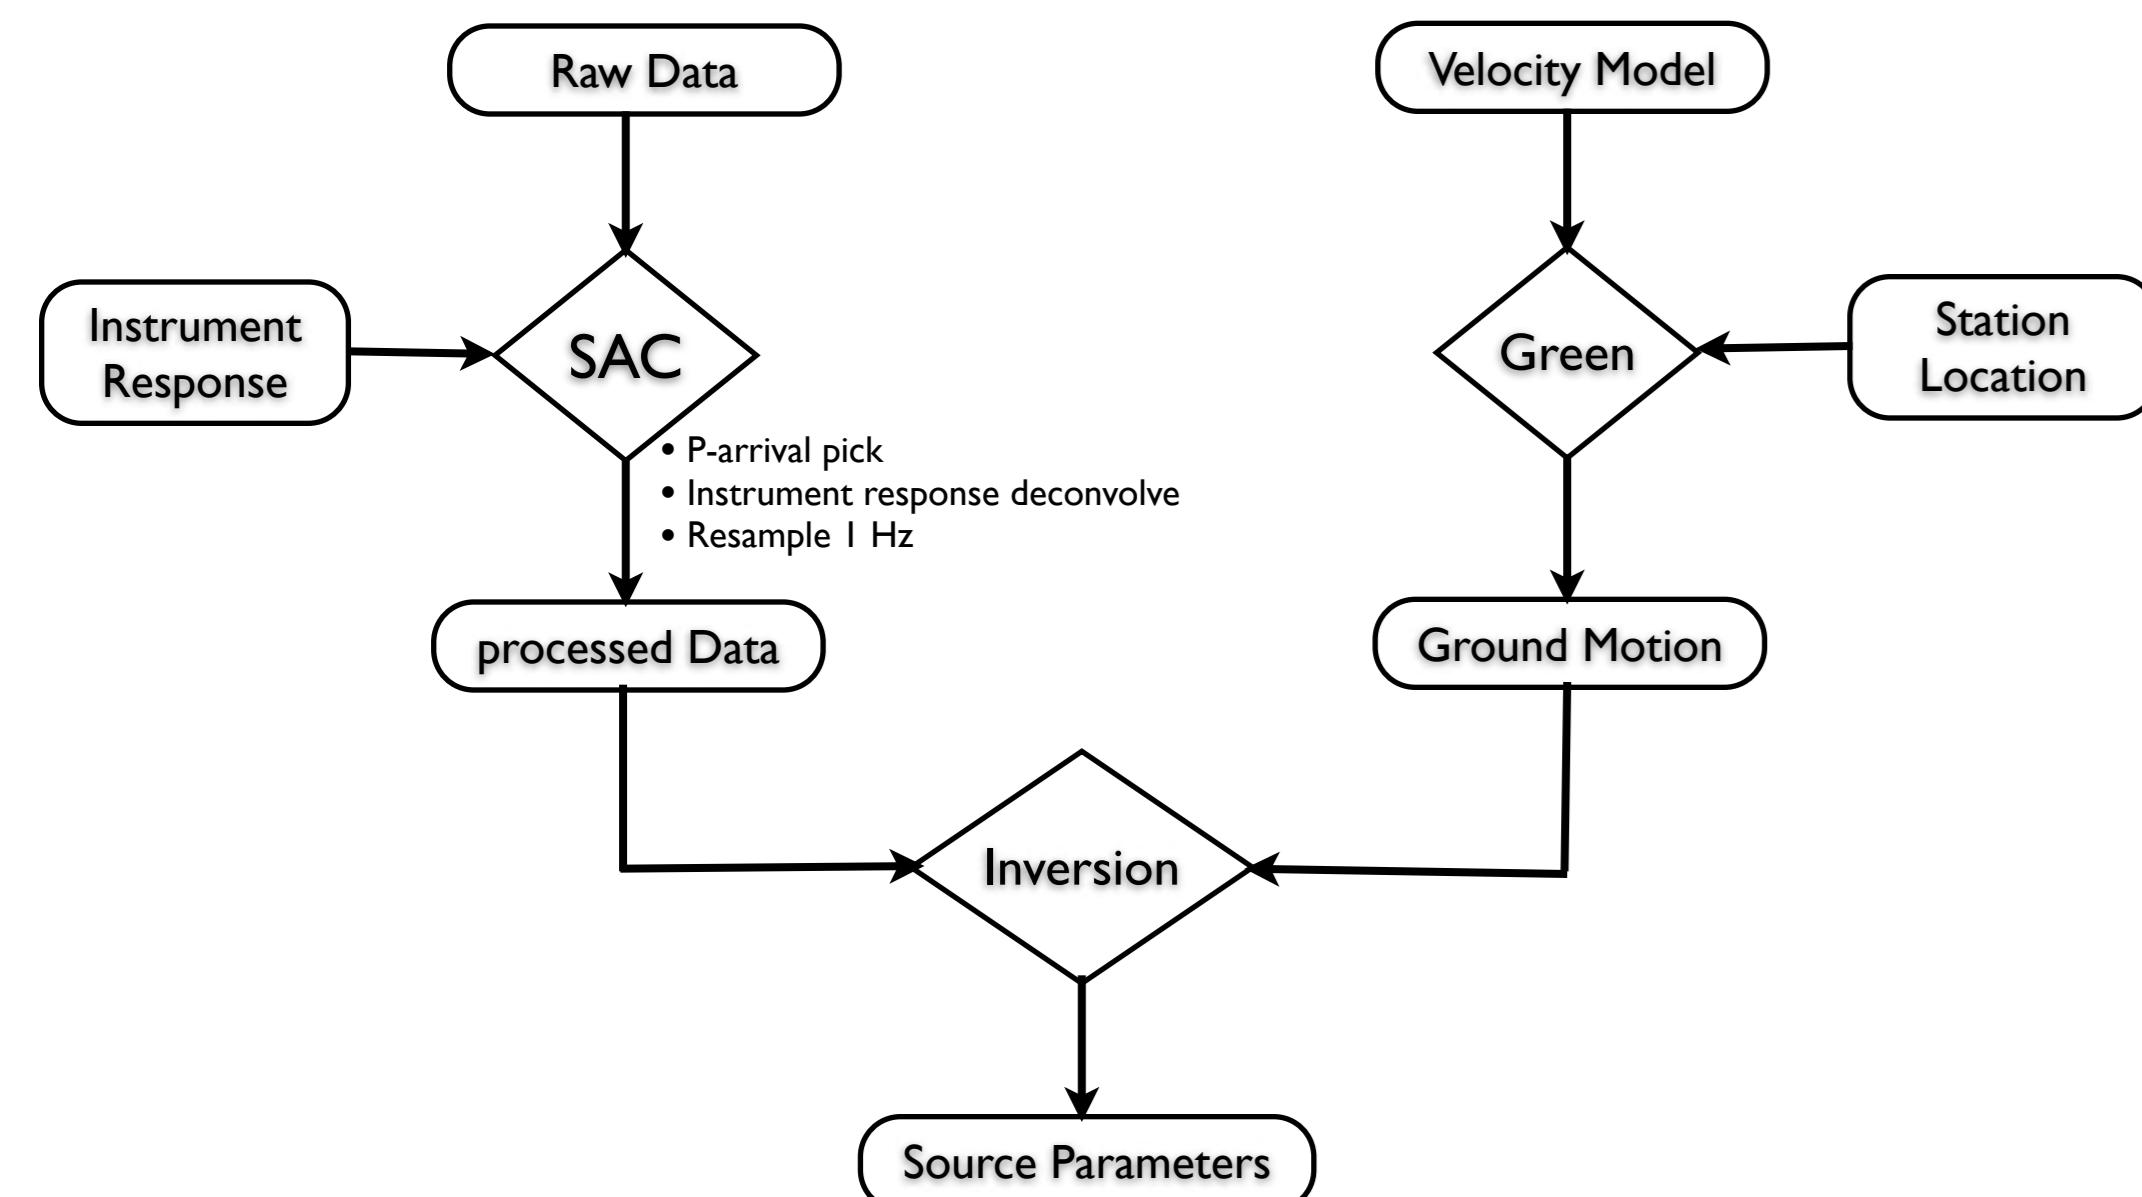 Raw Data
Velocity Model
Instrument
Response
SAC
Green
Station
Location
• P-arrival pick
• Instrument response deconvolve
• Resample 1 Hz
processed Data
Ground Motion
Inversion
Source Parameters